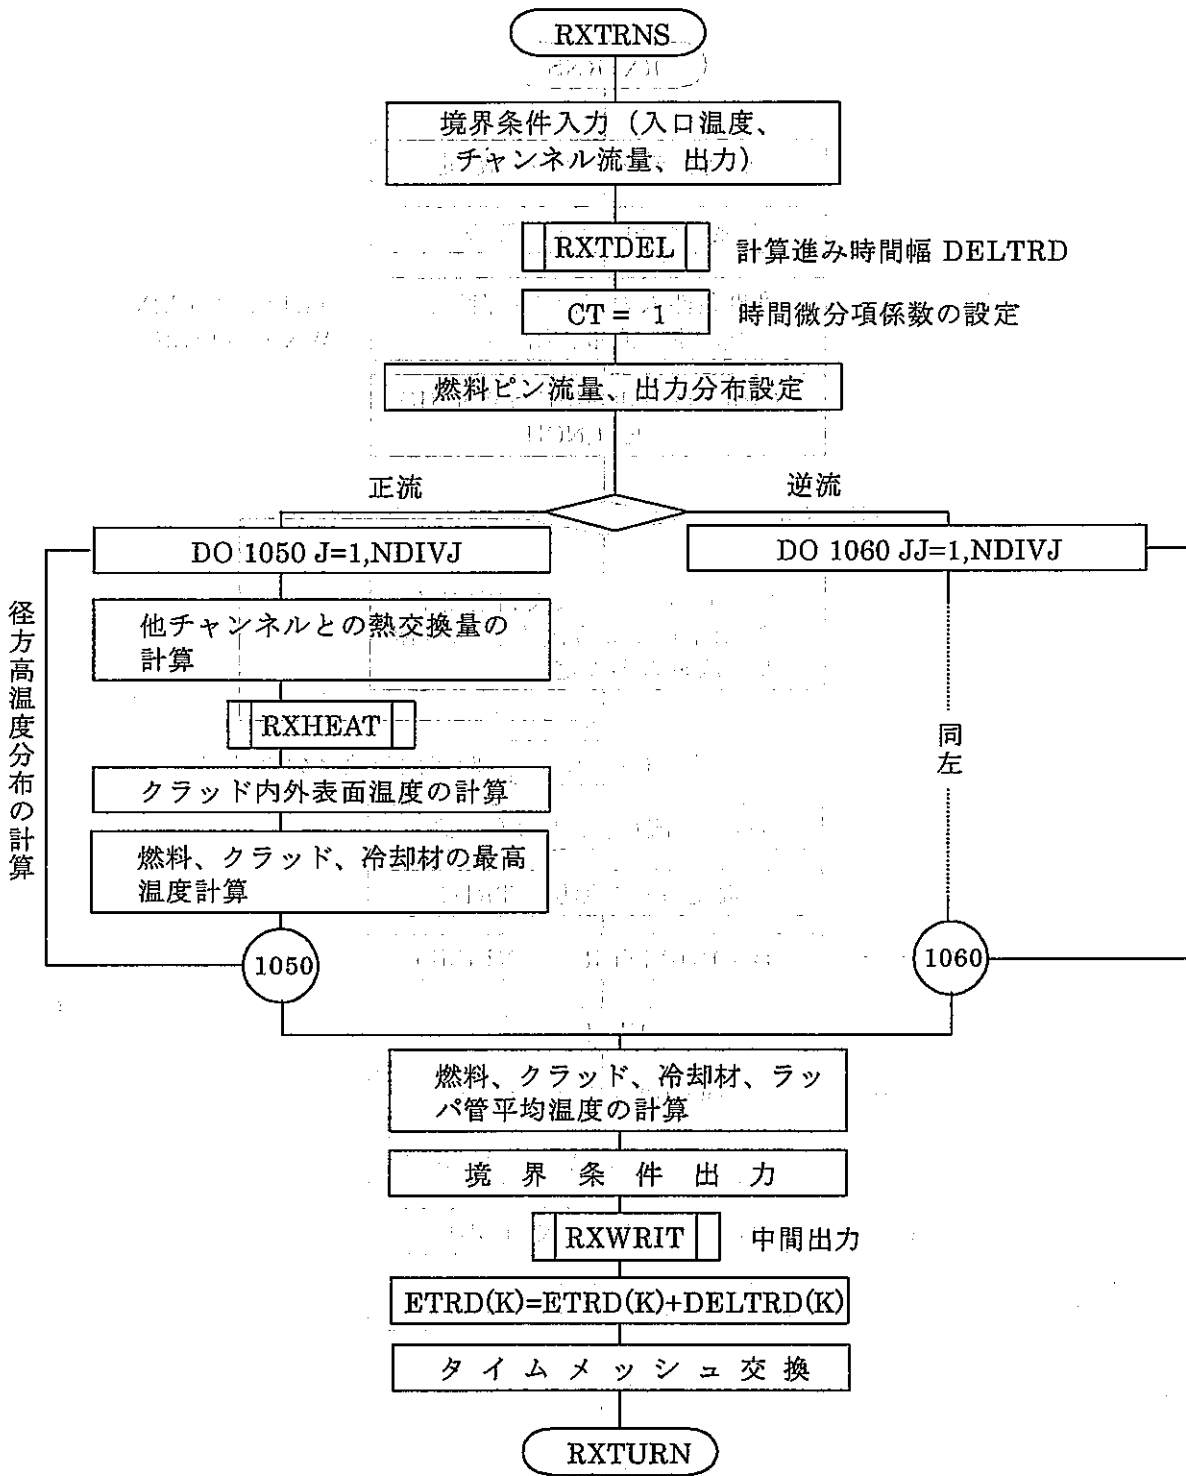 RXTRNS
境界条件入力（入口温度、
チャンネル流量、出力）
RXTDEL
計算進み時間幅 DELTRD
CT = 1
時間微分項係数の設定
燃料ピン流量、出力分布設定
正流
逆流
DO 1050 J=1,NDIVJ
DO 1060 JJ=1,NDIVJ
径方高温度分布の計算
他チャンネルとの熱交換量の
計算
RXHEAT
クラッド内外表面温度の計算
燃料、クラッド、冷却材の最高
温度計算
同左
1050
1060
燃料、クラッド、冷却材、ラッ
パ管平均温度の計算
境界条件出力
RXWRIT
中間出力
ETRD(K)=ETRD(K)+DELTRD(K)
タイムメッシュ交換
RXTURN